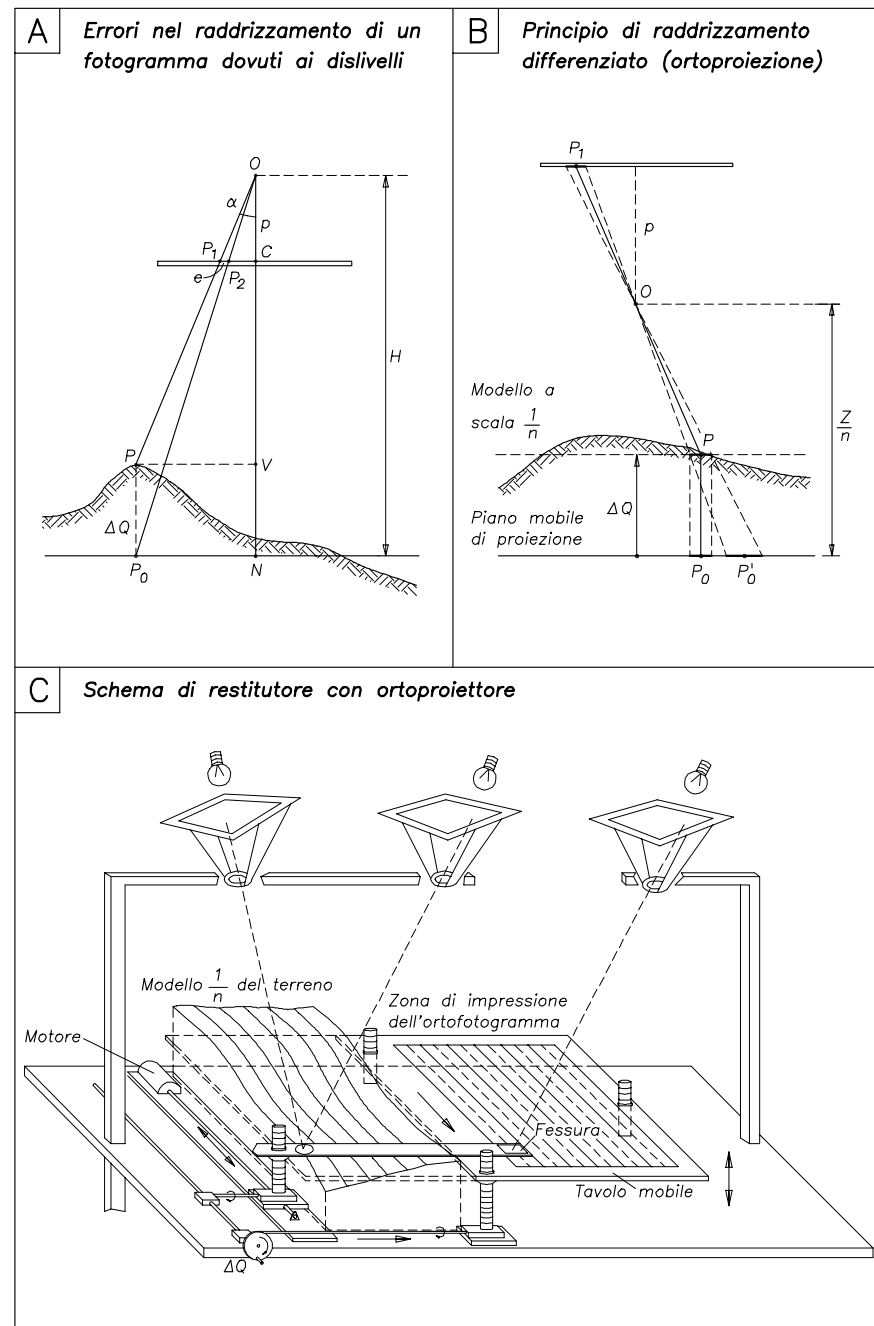 A
Errori nel raddrizzamento di un
fotogramma dovuti ai dislivelli
O
α
p
P1
C
e
P2
H
P
V
ΔQ
P0
N
B
Principio di raddrizzamento
differenziato (ortoproiezione)
P1
p
O
Modello a
scala 1/n
Z/n
P
ΔQ
Piano mobile
di proiezione
P0
P0'
C
Schema di restitutore con ortoproiettore
Modello 1/n del terreno
Zona di impressione
dell'ortofotogramma
Motore
Fessura
Tavolo mobile
ΔQ